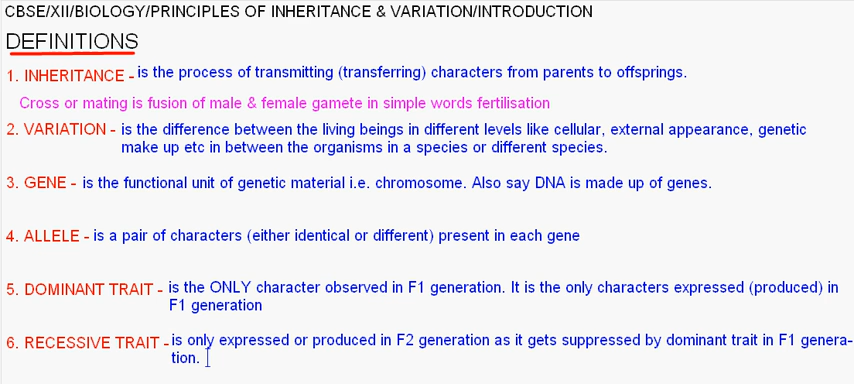 CBSE/XII/BIOLOGY/PRINCIPLES OF INHERITANCE & VARIATION/INTRODUCTION
DEFINITIONS
1. INHERITANCE - is the process of transmitting (transferring) characters from parents to offsprings.
Cross or mating is fusion of male & female gamete in simple words fertilisation
2. VARIATION - is the difference between the living beings in different levels like cellular, external appearance, genetic
make up etc in between the organisms in a species or different species.
3. GENE - is the functional unit of genetic material i.e. chromosome. Also say DNA is made up of genes.
4. ALLELE - is a pair of characters (either identical or different) present in each gene
5. DOMINANT TRAIT - is the ONLY character observed in F1 generation. It is the only characters expressed (produced) in
F1 generation
6. RECESSIVE TRAIT - is only expressed or produced in F2 generation as it gets suppressed by dominant trait in F1 genera-
tion.